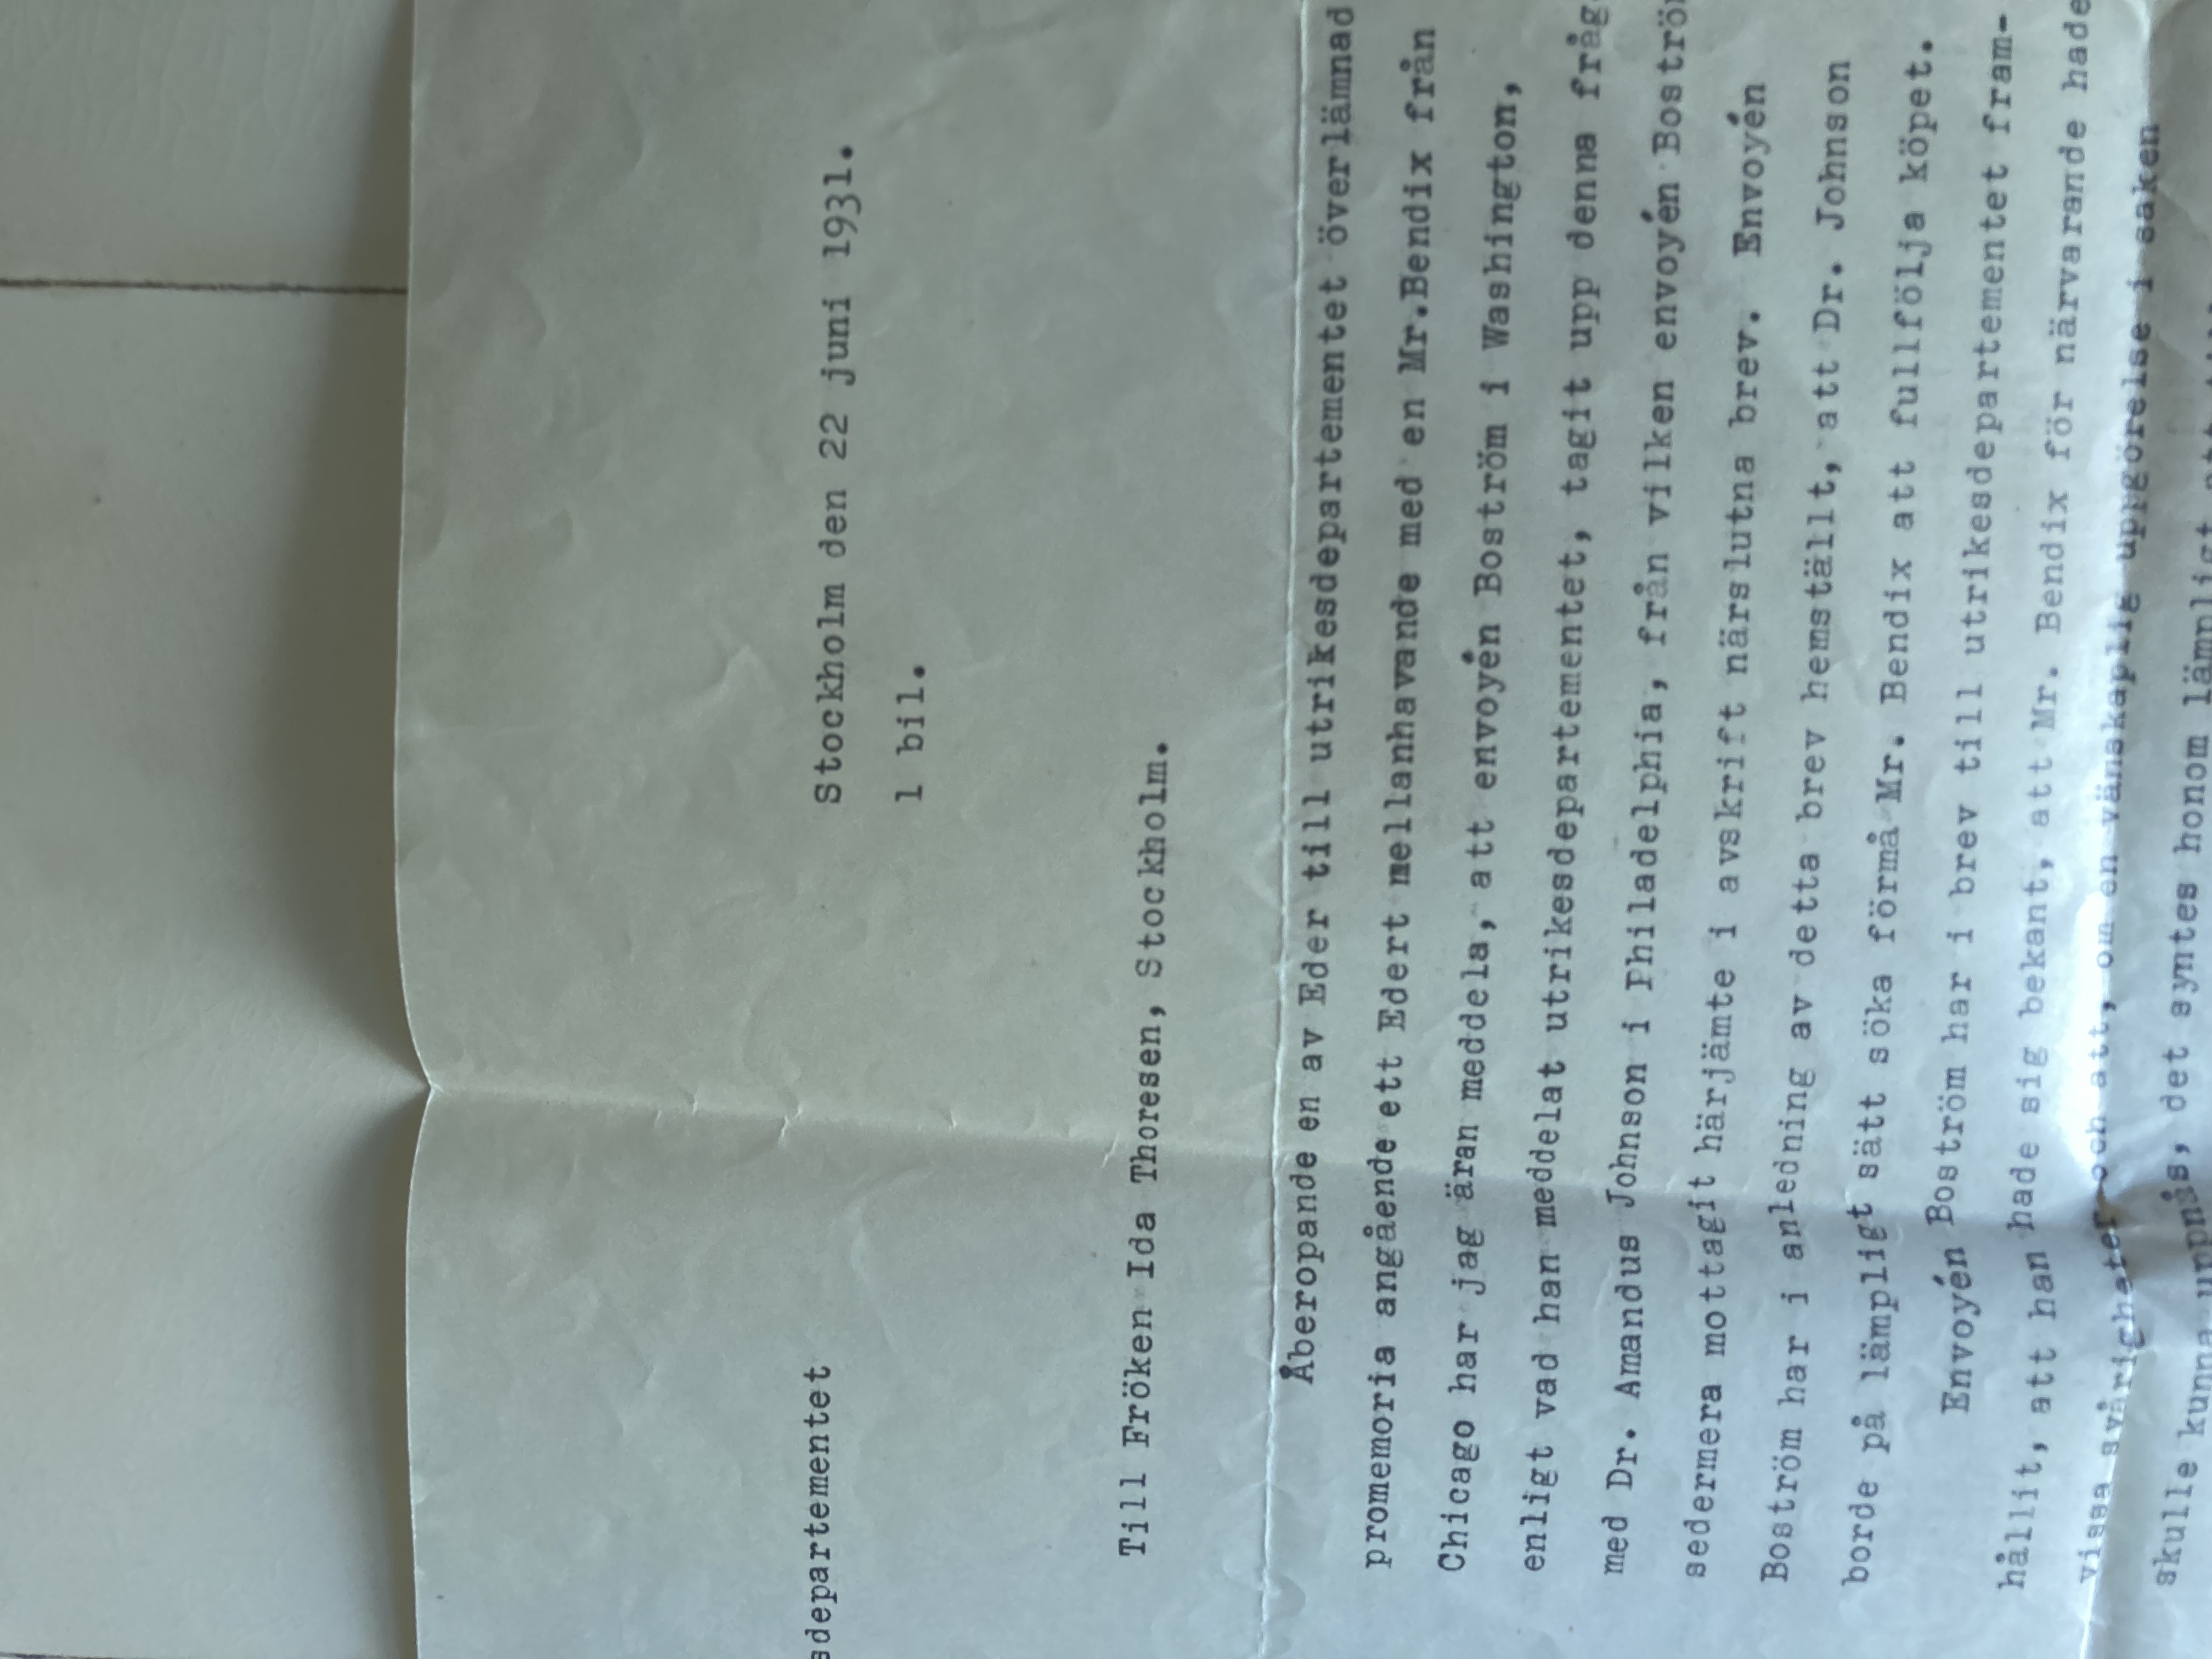 sdepartementet
Stockholm den 22 juni 1931.
1 bil.
Till Fröken Ida Thoresen, Stockholm.
Åberopande en av Eder till utrikesdepartementet överlämnad
promemoria angående ett Edert mellanhavande med en Mr.Bendix från
Chicago har jag äran meddela, att envoyén Boström i Washington,
enligt vad han meddelat utrikesdepartementet, tagit upp denna fråg
med Dr. Amandus Johnson i Philadelphia, från vilken envoyén Boströ
sedermera mottagit härjämte i avskrift närslutna brev. Envoyén
Boström har i anledning av detta brev hemställt, att Dr. Johnson
borde på lämpligt sätt söka förmå Mr. Bendix att fullfölja köpet.
Envoyén Boström har i brev till utrikesdepartementet fram-
hållit, att han hade sig bekant, att Mr. Bendix för närvarande hade
vissa svårigheter och att, om en vänskaplig uppgörelse i saken
skulle kunna uppnås, det syntes honom lämpligt att